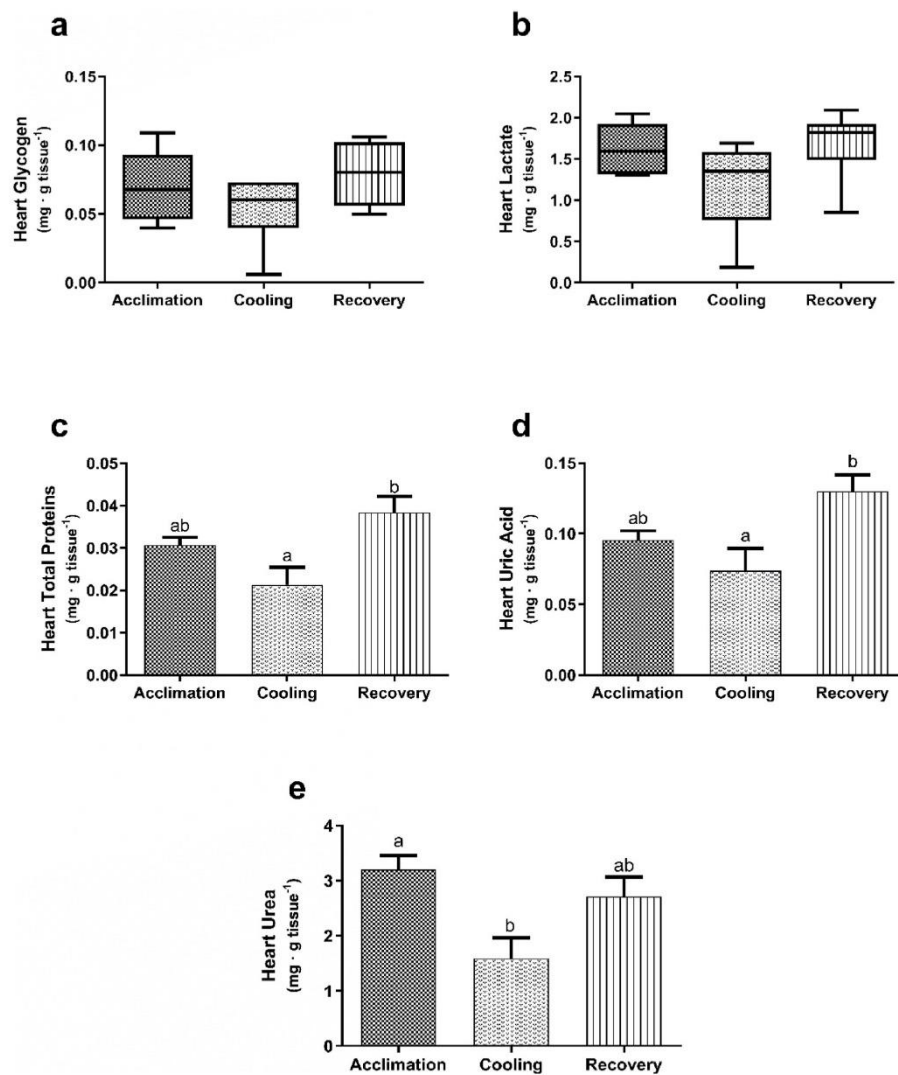 a
Heart Glycogen
(mg · g tissue⁻¹)
0.15
0.10
0.05
0.00
Acclimation Cooling Recovery
b
Heart Lactate
(mg · g tissue⁻¹)
2.5
2.0
1.5
1.0
0.5
0.0
Acclimation Cooling Recovery
c
Heart Total Proteins
(mg · g tissue⁻¹)
0.05
0.04
0.03
0.02
0.01
0.00
ab
a
b
Acclimation Cooling Recovery
d
Heart Uric Acid
(mg · g tissue⁻¹)
0.15
0.10
0.05
0.00
ab
a
b
Acclimation Cooling Recovery
e
Heart Urea
(mg · g tissue⁻¹)
4
3
2
1
0
a
b
ab
Acclimation Cooling Recovery